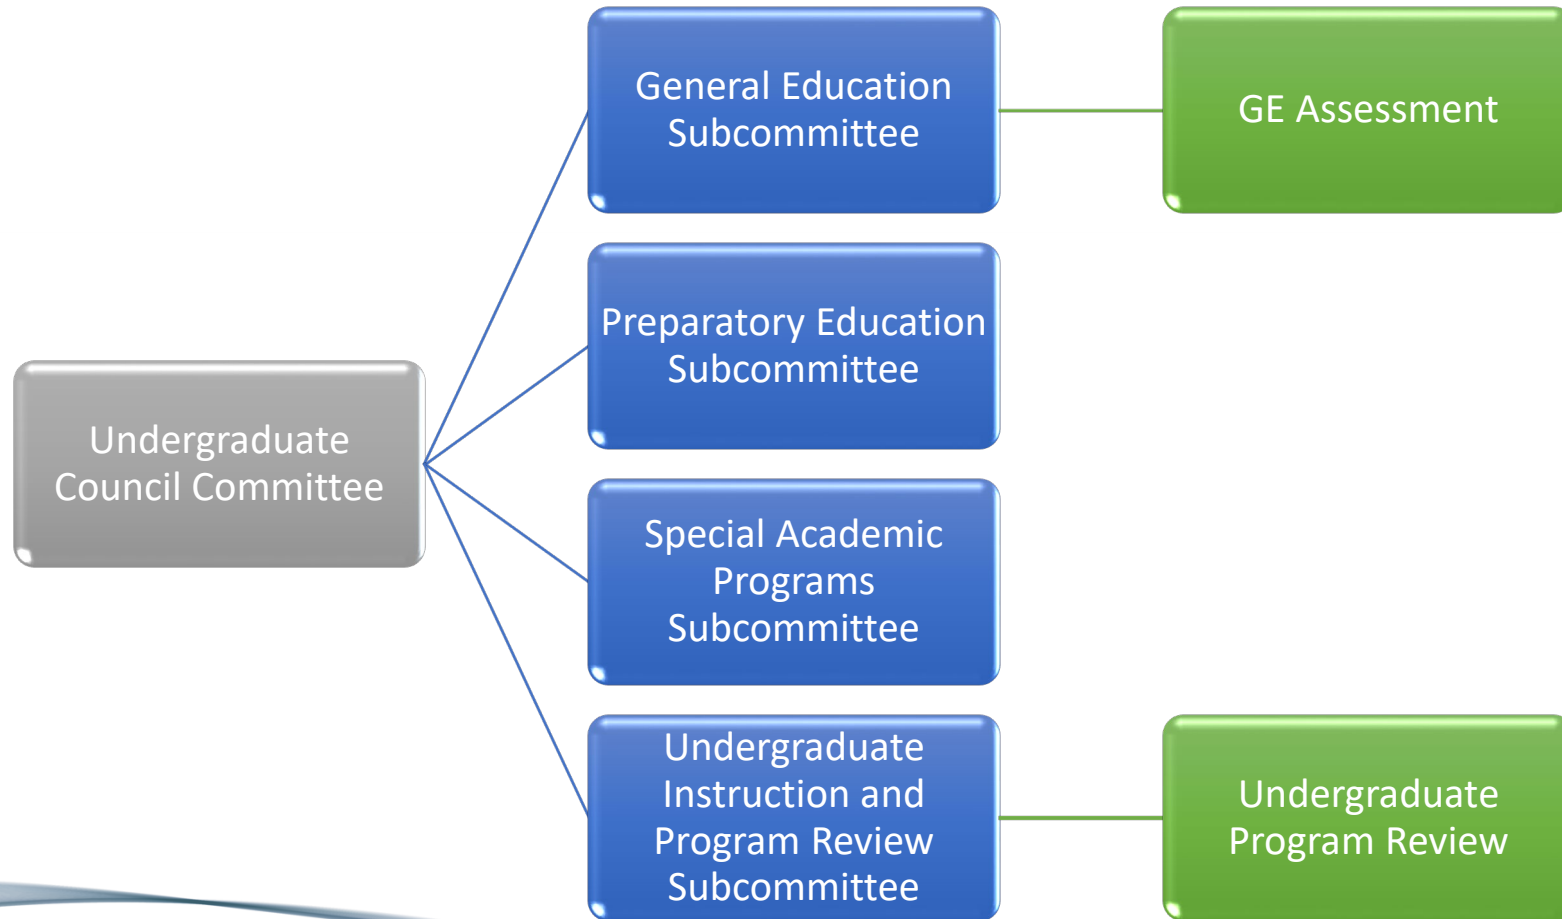 General Education
Subcommittee
GE Assessment
Preparatory Education
Subcommittee
Undergraduate
Council Committee
Special Academic
Programs
Subcommittee
Undergraduate
Instruction and
Program Review
Subcommittee
Undergraduate
Program Review